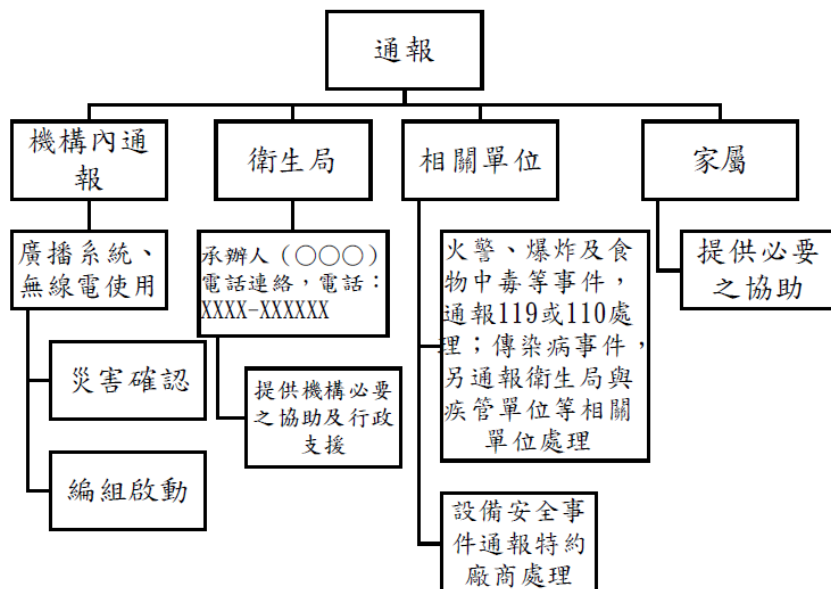 通報
機構內通
報
衛生局
相關單位
家屬
廣播系統、
無線電使用
承辦人（○○○）
電話連絡，電話：
XXXX-XXXXXX
火警、爆炸及食
物中毒等事件，
通報119或110處
理；傳染病事件，
另通報衛生局與
疾管單位等相關
單位處理
提供必要
之協助
災害確認
提供機構必要
之協助及行政
支援
編組啟動
設備安全事
件通報特約
廠商處理